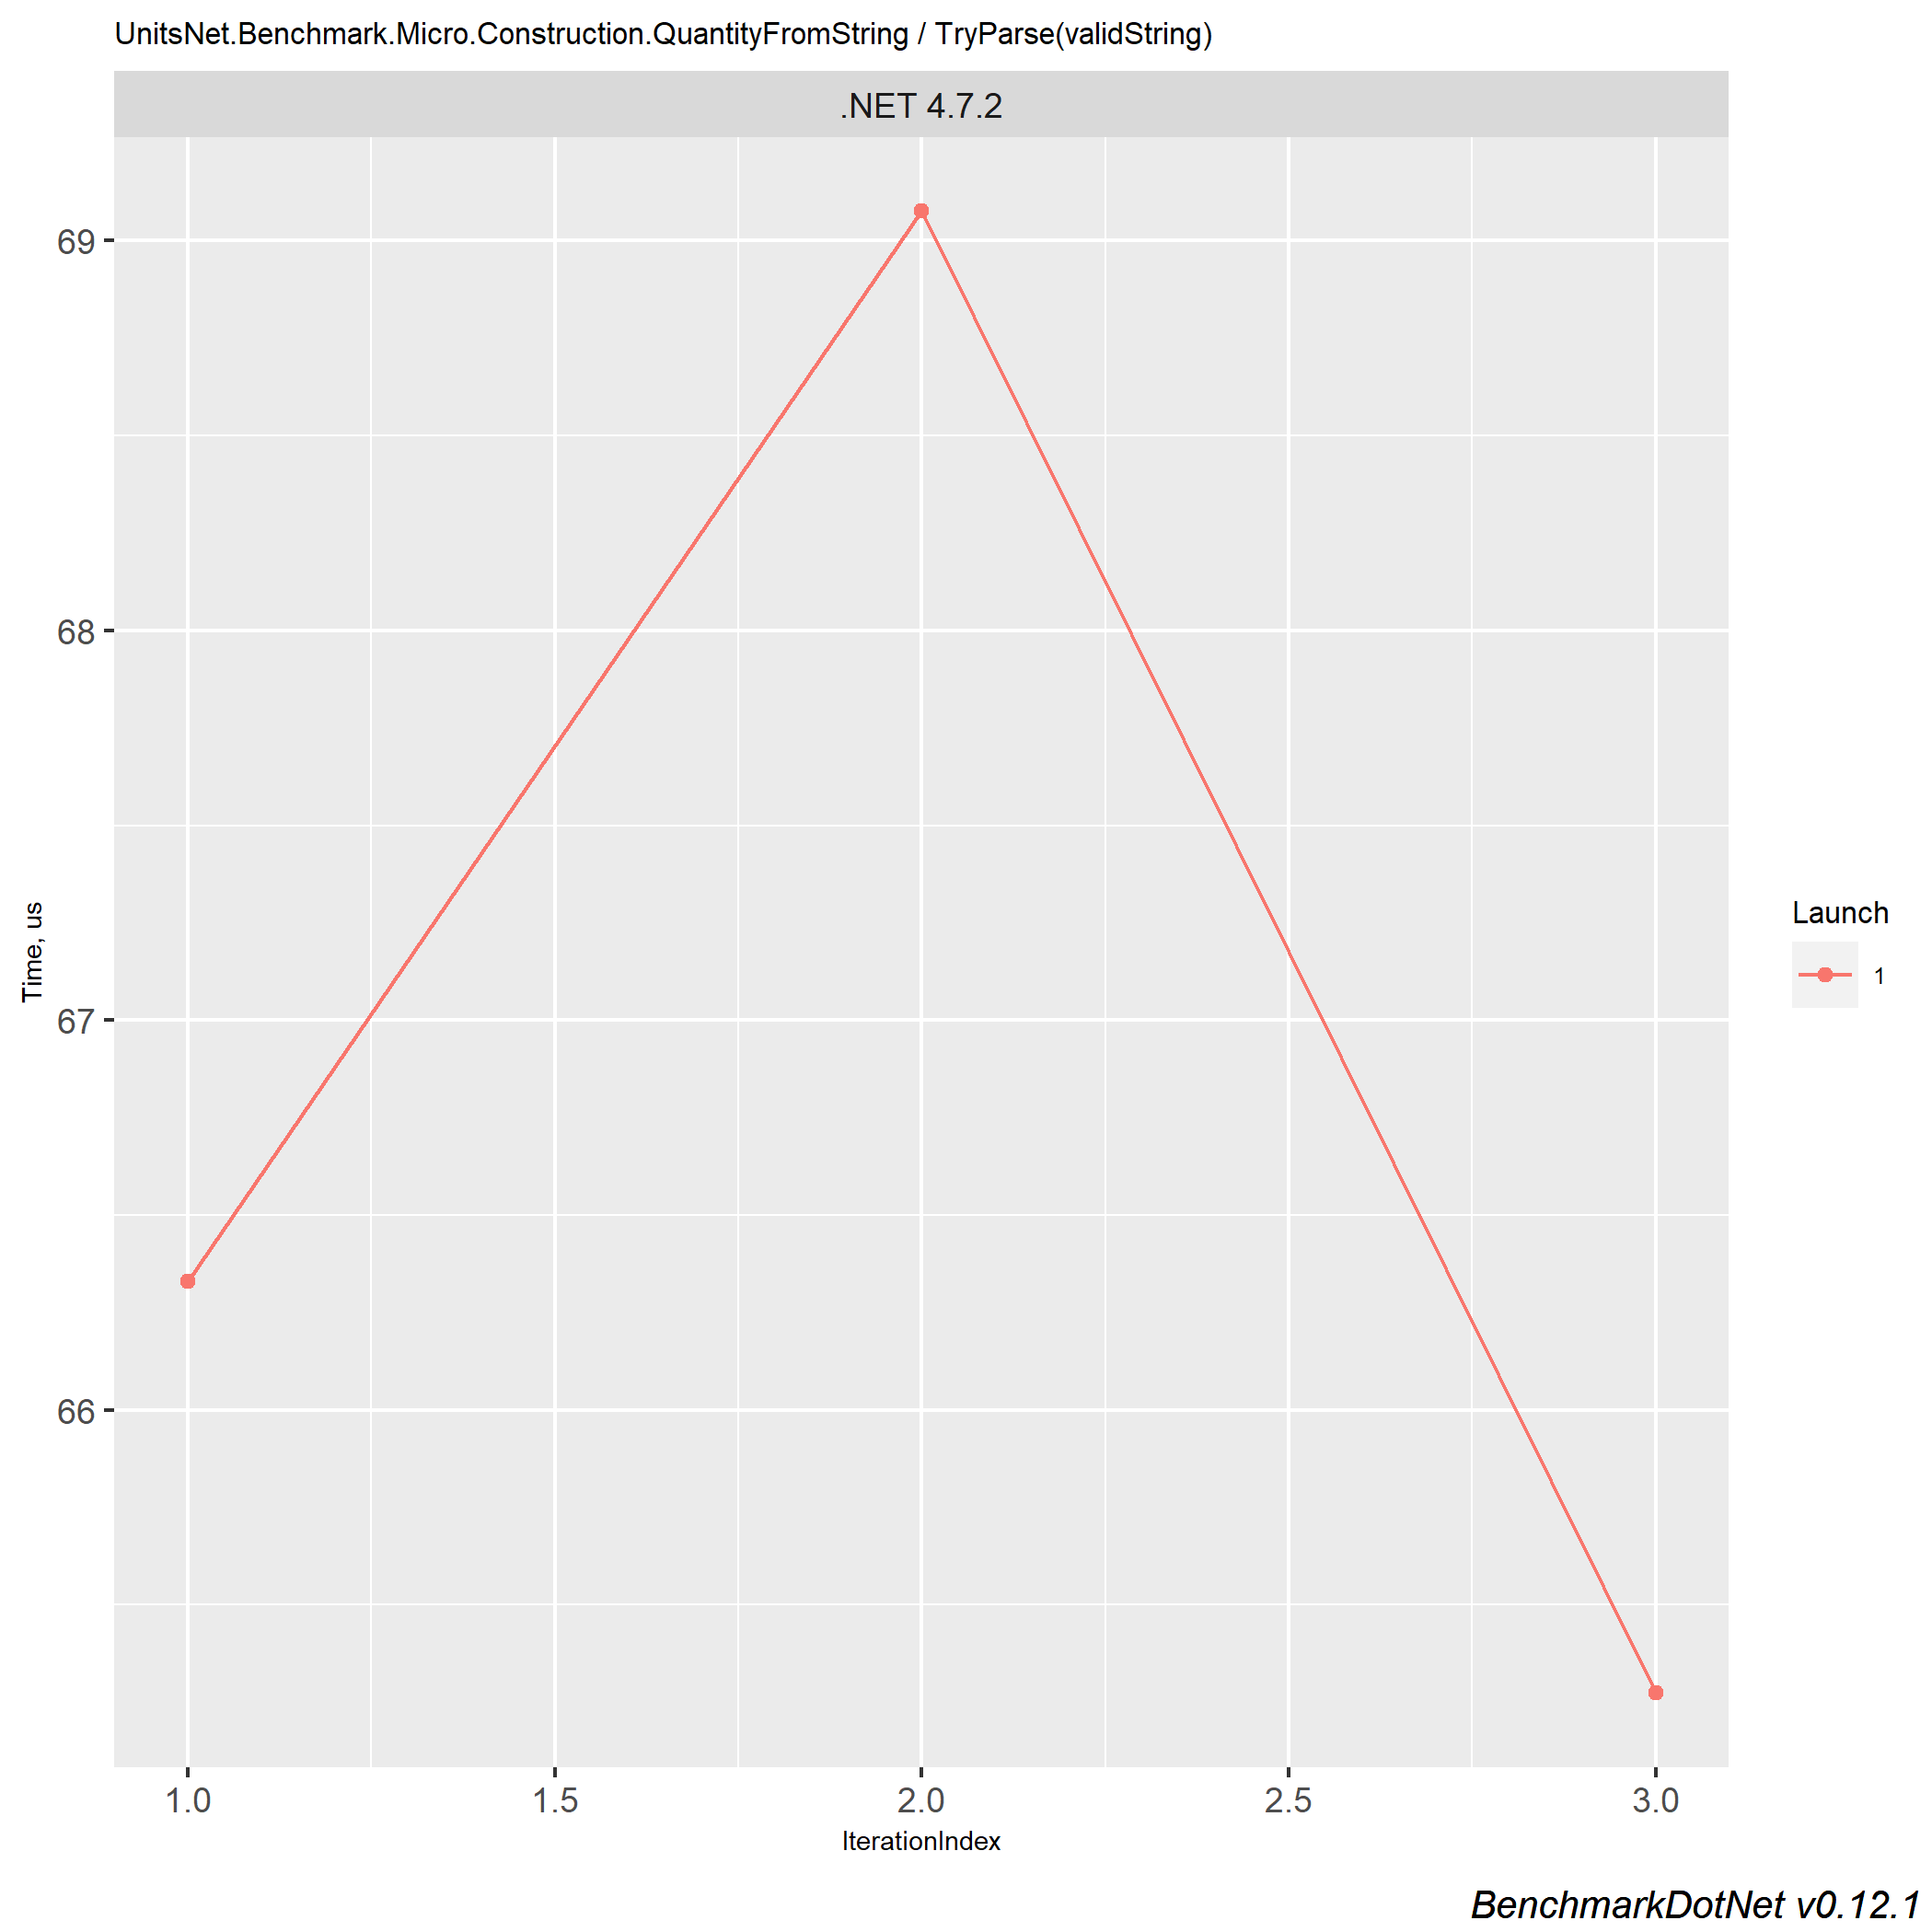 UnitsNet.Benchmark.Micro.Construction.QuantityFromString / TryParse(validString)
.NET 4.7.2
69
68
67
66
Time, us
1.0 1.5 2.0 2.5 3.0
IterationIndex
Launch
1
BenchmarkDotNet v0.12.1